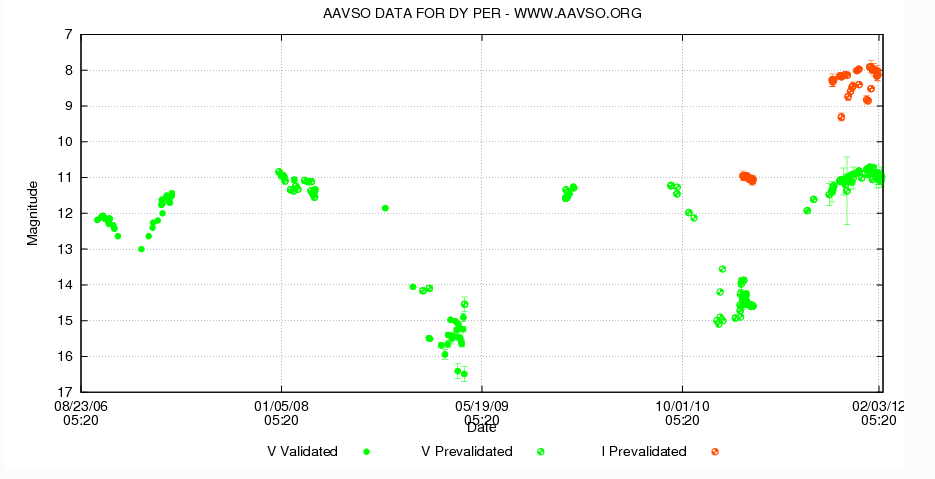 AAVSO DATA FOR DY PER - WWW.AAVSO.ORG
7
8
9
10
11
12
13
14
15
16
17
Magnitude
08/23/06 01/05/08 05/19/09 10/01/10 02/03/12
05:20 05:20 05:20 05:20 05:20
Date
V Validated V Prevalidated I Prevalidated